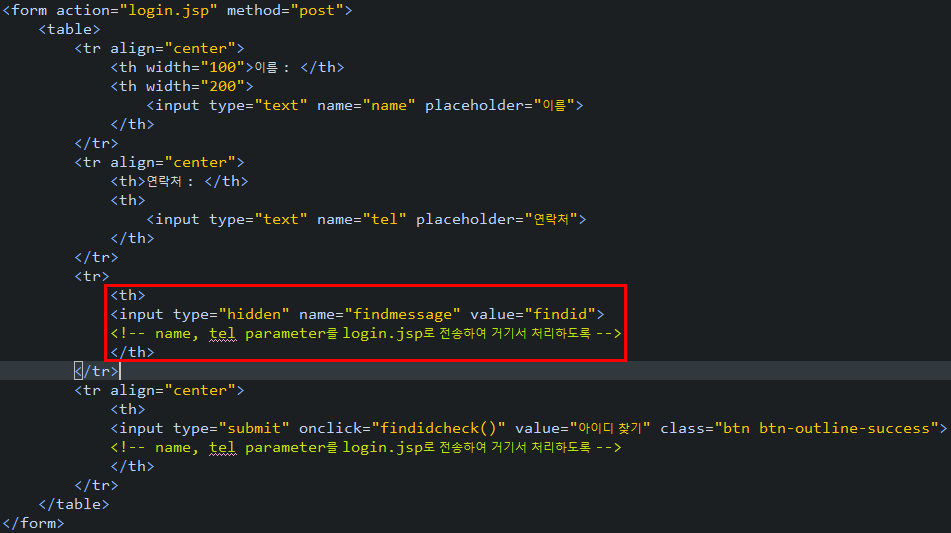 <form action="login.jsp" method="post">
<table>
<tr align="center">
<th width="100">이름 : </th>
<th width="200">
<input type="text" name="name" placeholder="이름">
</th>
</tr>
<tr align="center">
<th>연락처 : </th>
<th>
<input type="text" name="tel" placeholder="연락처">
</th>
</tr>
<tr>
<th>
<input type="hidden" name="findmessage" value="findid">
<!-- name, tel parameter를 login.jsp로 전송하여 거기서 처리하도록 -->
</th>
</tr>
<tr align="center">
<th>
<input type="submit" onclick="findidcheck()" value="아이디 찾기" class="btn btn-outline-success">
<!-- name, tel parameter를 login.jsp로 전송하여 거기서 처리하도록 -->
</th>
</tr>
</table>
</form>